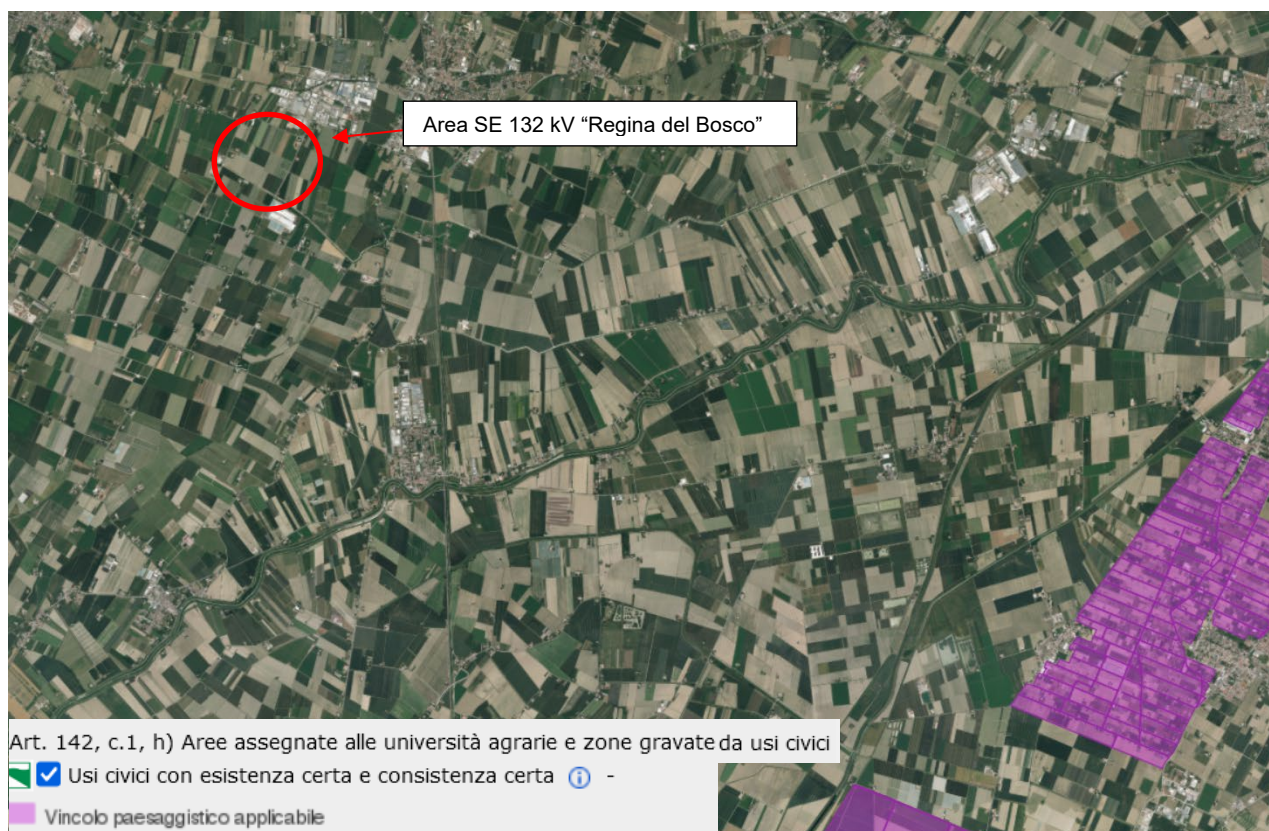 Area SE 132 kV “Regina del Bosco”
Art. 142, c.1, h) Aree assegnate alle università agrarie e zone gravate da usi civici
Usi civici con esistenza certa e consistenza certa i -
Vincolo paesaggistico applicabile